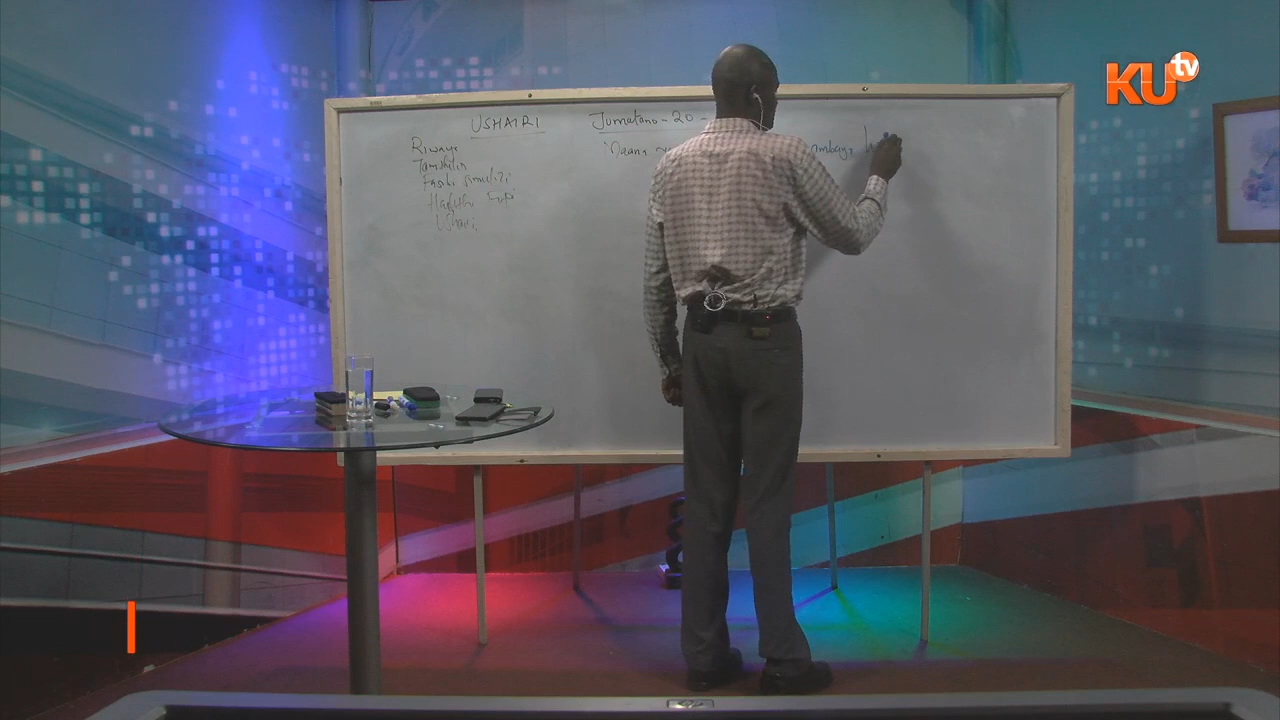 USHAIRI Jumatano - 20 -
Riwaya
Tamthilia
Fasihi simulizi
Hadithi fupi
Ushairi
KU tv